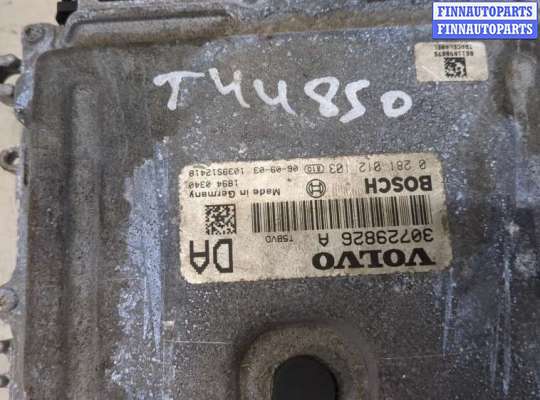 FINNAUTOPARTS
FINNAUTOPARTS
T44850
VOLVO
30729826 A
T5BVD
DA
BOSCH
Made in Germany
0 281 012 103
06-09-03 1039S12418
1894 0340